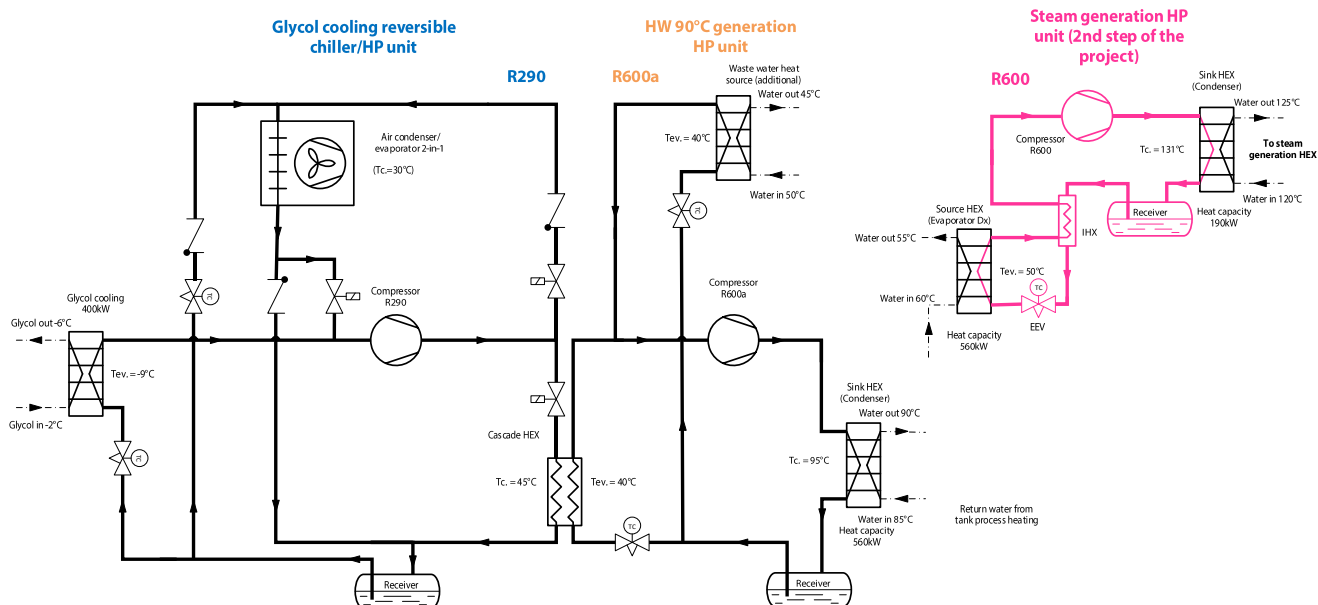 Glycol cooling reversible
chiller/HP unit
R290
HW 90°C generation
HP unit
R600a
Steam generation HP
unit (2nd step of the
project)
R600
Waste water heat
source (additional)
Water out 45°C
Tev. = 40°C
Water in 50°C
TC
Air condenser/
evaporator 2-in-1
(Tc.=30°C)
TC
Compressor
R290
Compressor
R600a
Glycol cooling
400kW
Glycol out -6°C
Tev. = -9°C
Glycol in -2°C
TC
Cascade HEX
Tc. = 45°C
Tev. = 40°C
TC
Receiver
Sink HEX
(Condenser)
Water out 90°C
Tc. = 95°C
Water in 85°C
Heat capacity
560kW
Return water from
tank process heating
Receiver
Compressor
R600
Sink HEX
(Condenser)
Water out 125°C
Tc. = 131°C
To steam
generation HEX
Water in 120°C
Heat capacity
190kW
Receiver
IHX
Source HEX
(Evaporator Dx)
Water out 55°C
Tev. = 50°C
TC
Water in 60°C
EEV
Heat capacity
560kW